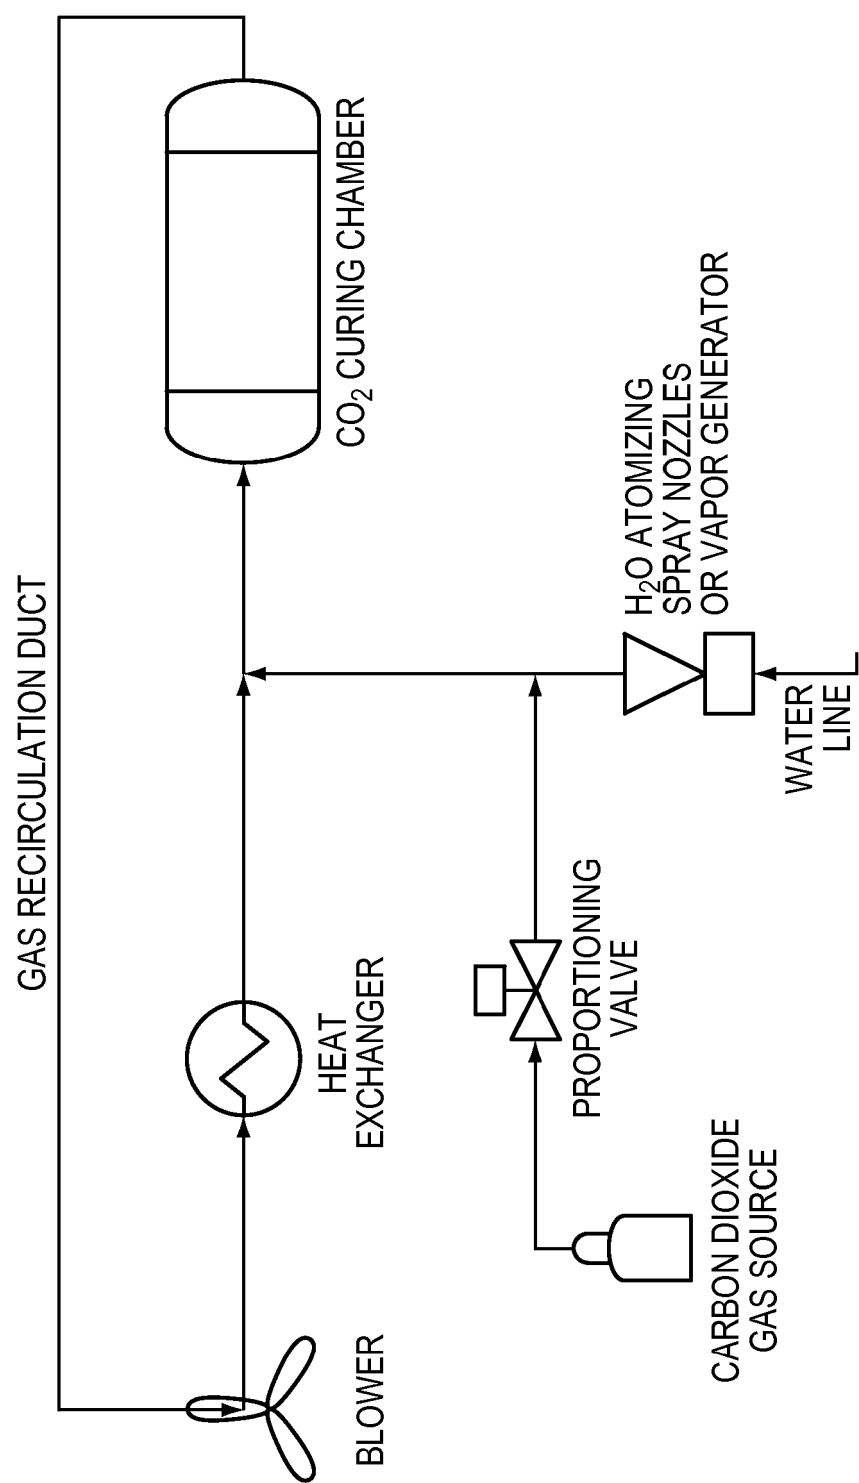 GAS RECIRCULATION DUCT
CO₂ CURING CHAMBER
BLOWER
HEAT
EXCHANGER
H₂O ATOMIZING
SPRAY NOZZLES
OR VAPOR GENERATOR
PROPORTIONING
VALVE
WATER
LINE
CARBON DIOXIDE
GAS SOURCE